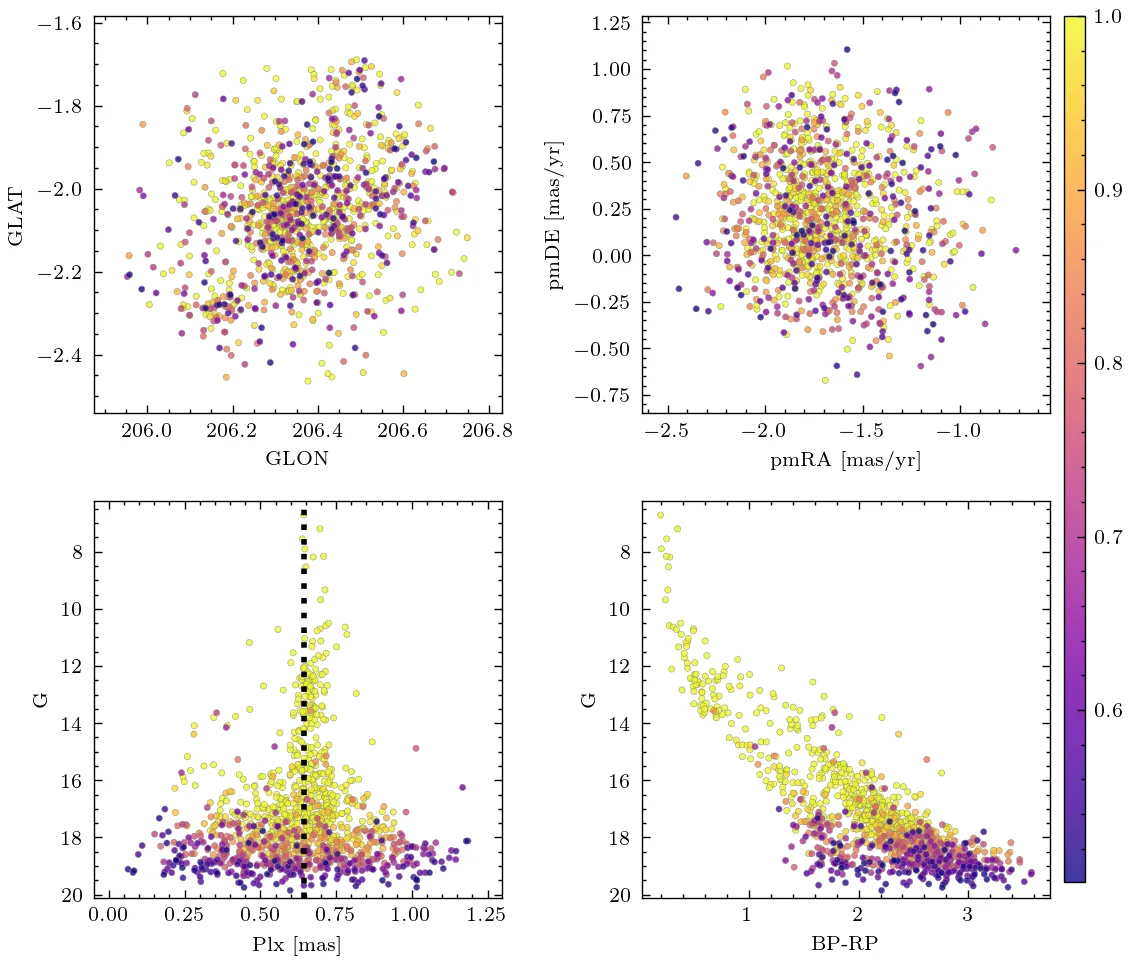 −1.6
−1.8
−2.0
−2.2
−2.4
GLAT
206.0 206.2 206.4 206.6 206.8
GLON
1.25
1.00
0.75
0.50
0.25
0.00
−0.25
−0.50
−0.75
pmDE [mas/yr]
−2.5 −2.0 −1.5 −1.0
pmRA [mas/yr]
8
10
12
14
16
18
20
G
0.00 0.25 0.50 0.75 1.00 1.25
Plx [mas]
8
10
12
14
16
18
20
G
1 2 3
BP-RP
1.0
0.9
0.8
0.7
0.6